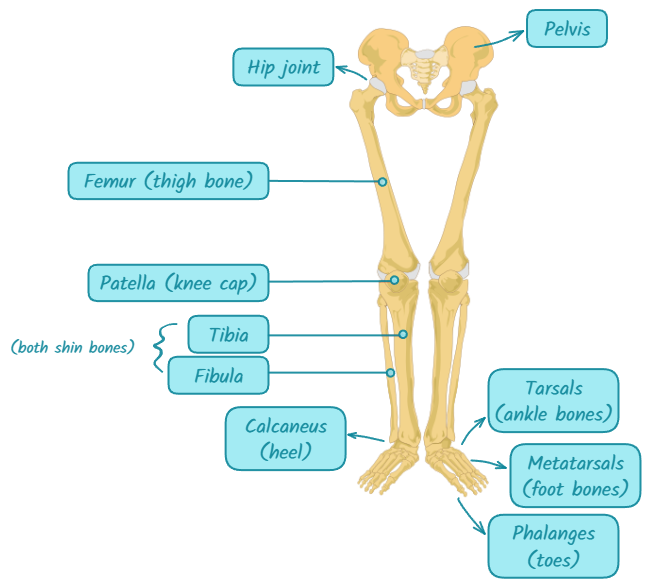 Pelvis
Hip joint
Femur (thigh bone)
Patella (knee cap)
Tibia
(both shin bones)
Fibula
Tarsals
(ankle bones)
Calcaneus
(heel)
Metatarsals
(foot bones)
Phalanges
(toes)